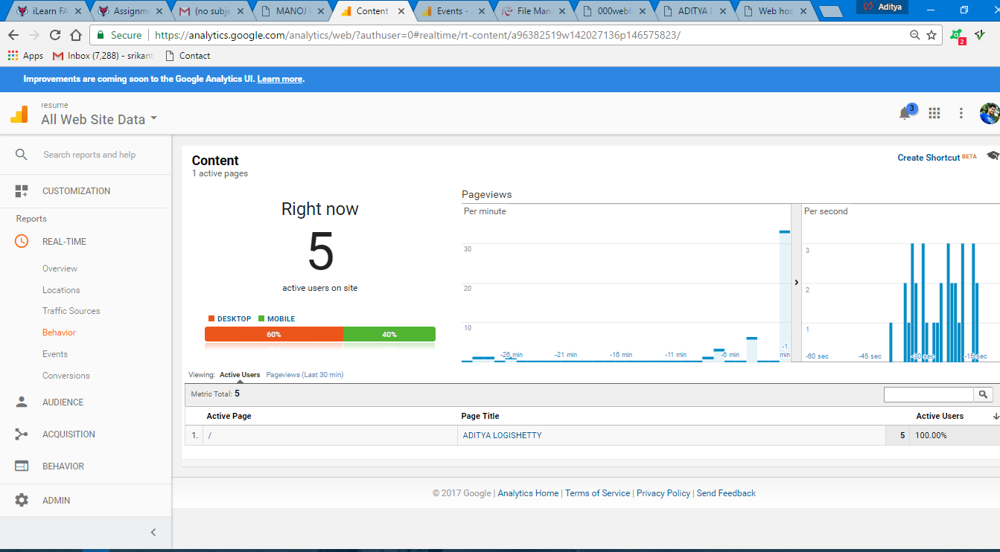 iLearn FA
Assignm
(no subje
MANOJ
Content
Events -
File Man
000webh
ADITYA L
Web hos
Aditya
Secure
https://analytics.google.com/analytics/web/?authuser=0#realtime/rt-content/a96382519w142027136p146575823/
2
Apps
Inbox (7,288) - srikant
Contact
Improvements are coming soon to the Google Analytics UI. Learn more.
resume
All Web Site Data
3
Search reports and help
CUSTOMIZATION
Reports
REAL-TIME
Overview
Locations
Traffic Sources
Behavior
Events
Conversions
AUDIENCE
ACQUISITION
BEHAVIOR
ADMIN
Content
1 active pages
Create Shortcut BETA
Right now
5
active users on site
DESKTOP MOBILE
60% 40%
Pageviews
Per minute
30
20
10
-26 min -21 min -16 min -11 min -6 min -1 min
Per second
3
2
1
-60 sec -45 sec -30 sec -15 sec
Viewing: Active Users Pageviews (Last 30 min)
Metric Total: 5
Active Page Page Title Active Users
1. / ADITYA LOGISHETTY 5 100.00%
© 2017 Google | Analytics Home | Terms of Service | Privacy Policy | Send Feedback